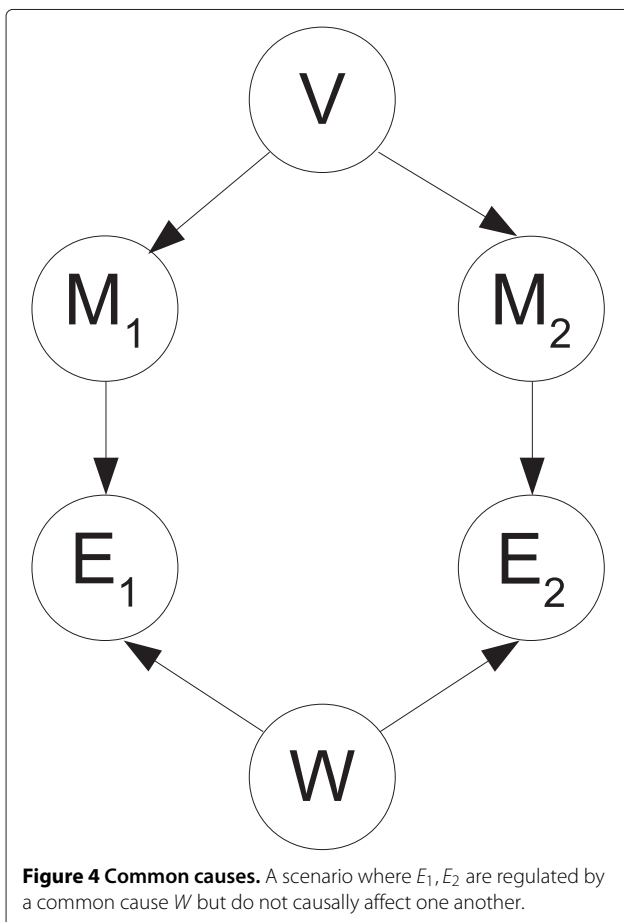 V
M1 M2
E1 E2
W
Figure 4 Common causes. A scenario where E1, E2 are regulated by
a common cause W but do not causally affect one another.